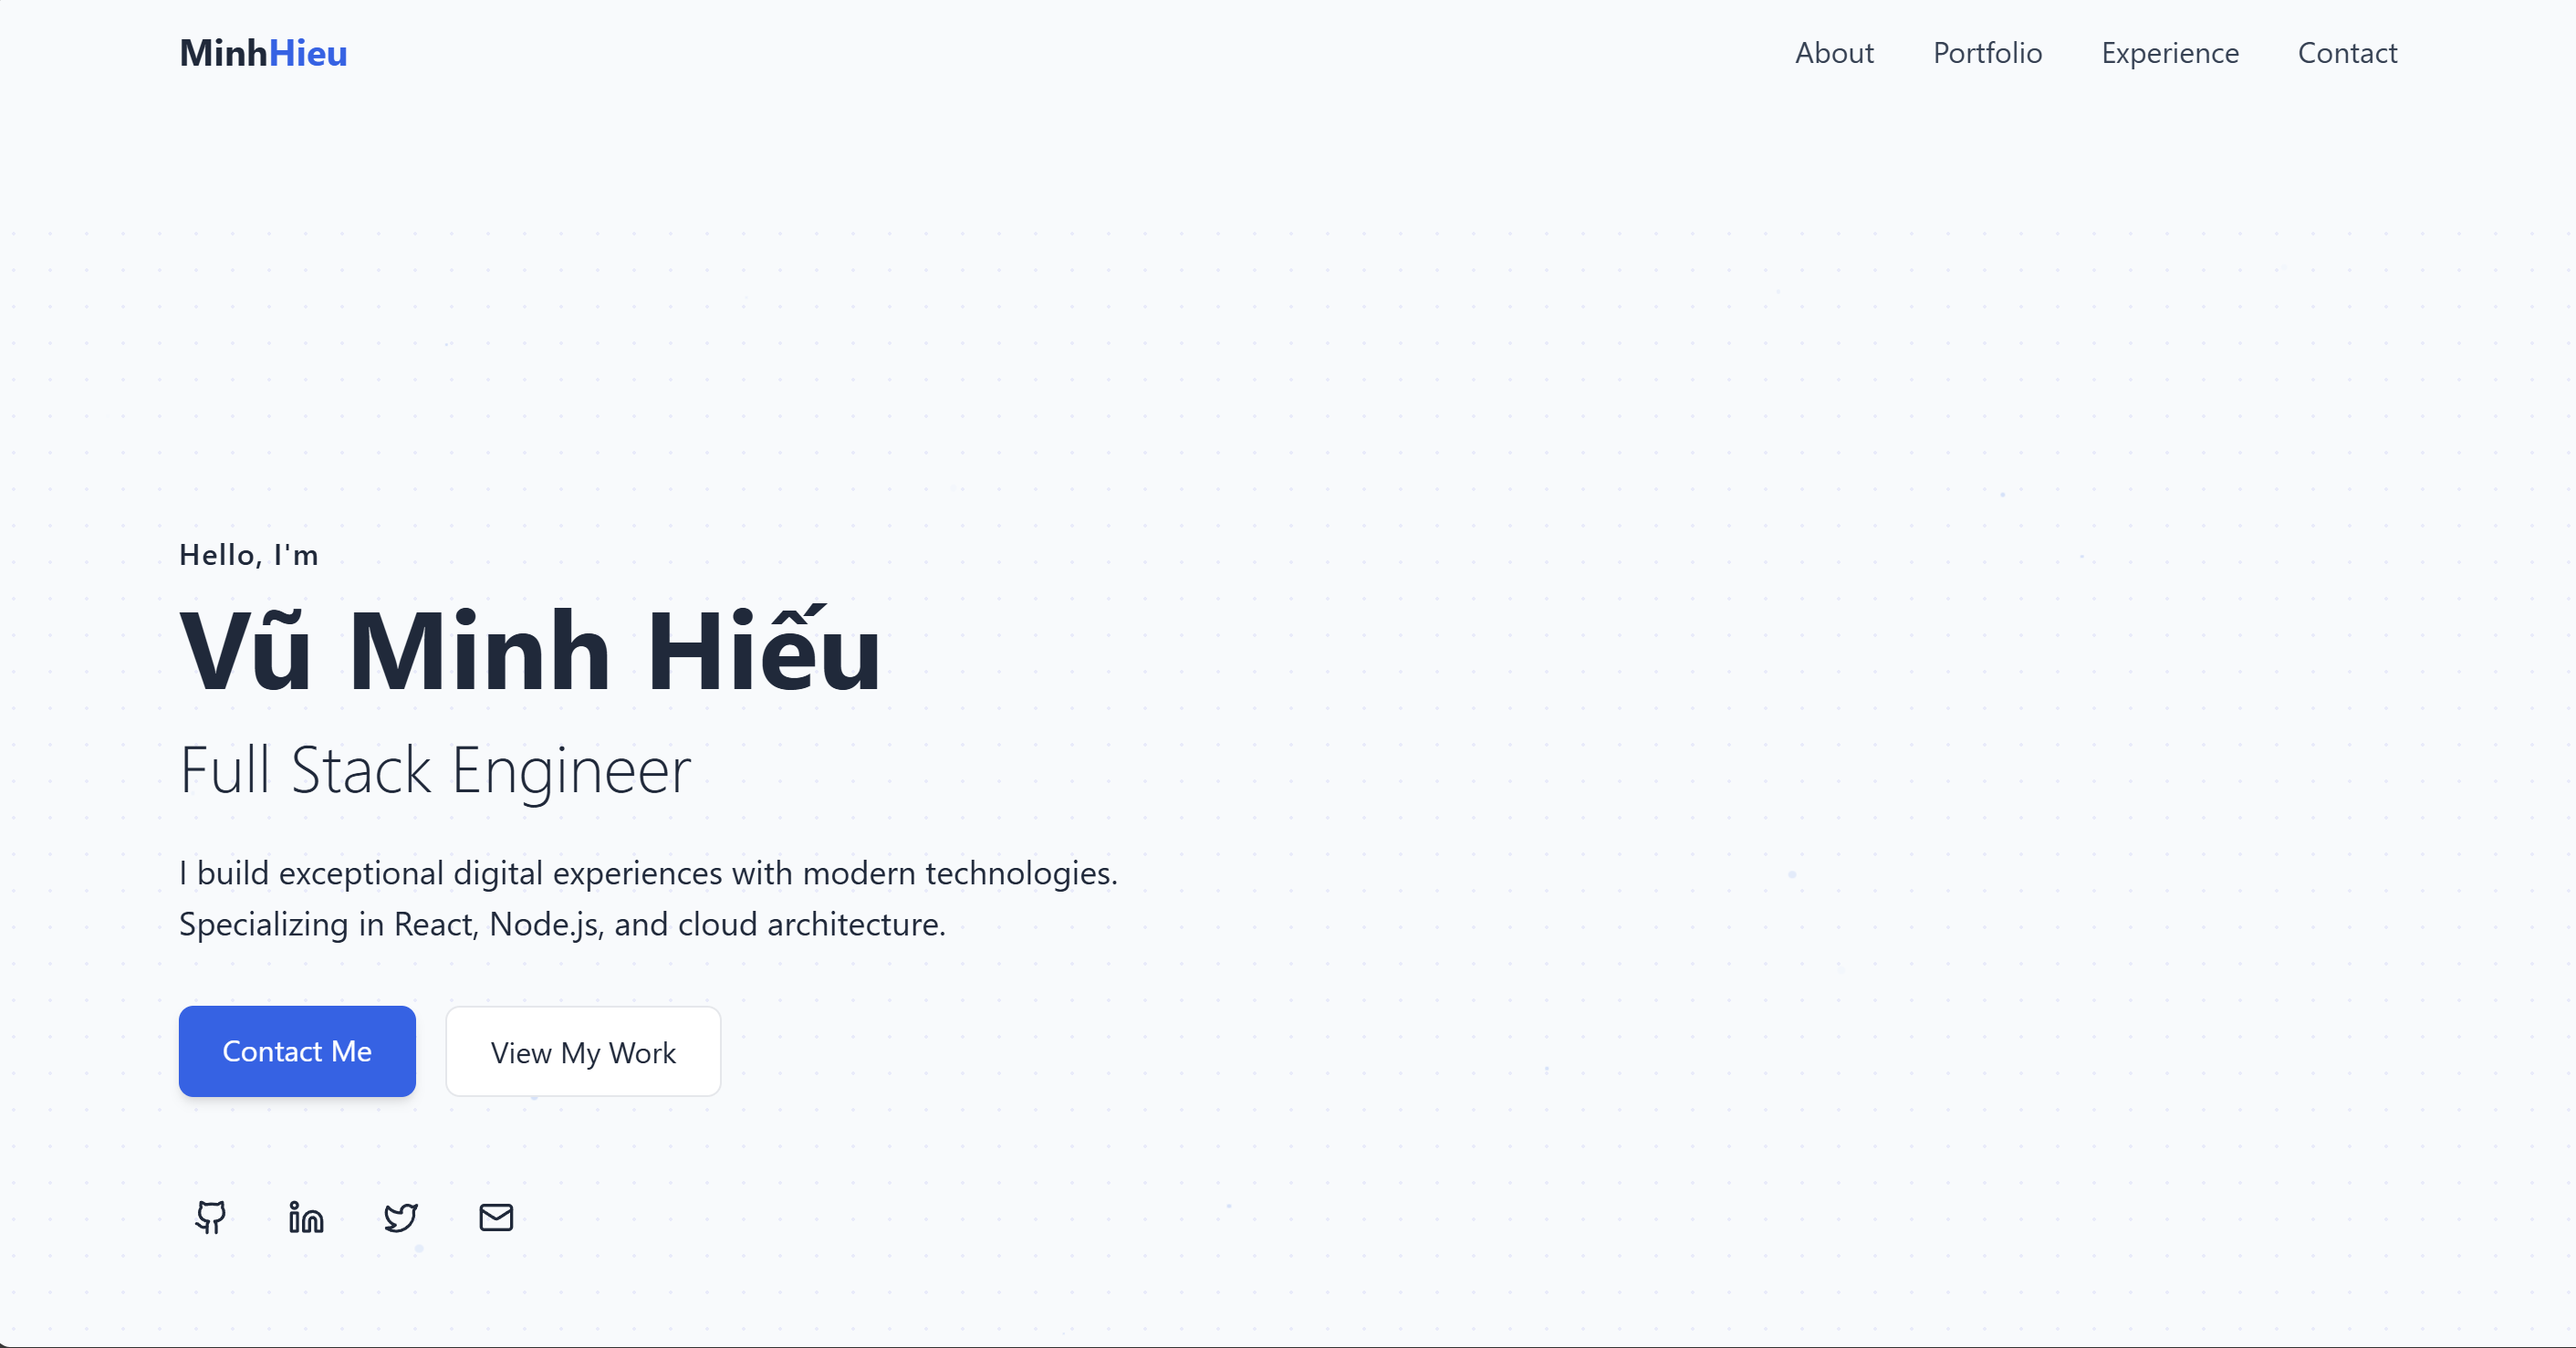 MinhHieu
About Portfolio Experience Contact
Hello, I'm
Vũ Minh Hiếu
Full Stack Engineer
I build exceptional digital experiences with modern technologies.
Specializing in React, Node.js, and cloud architecture.
Contact Me View My Work